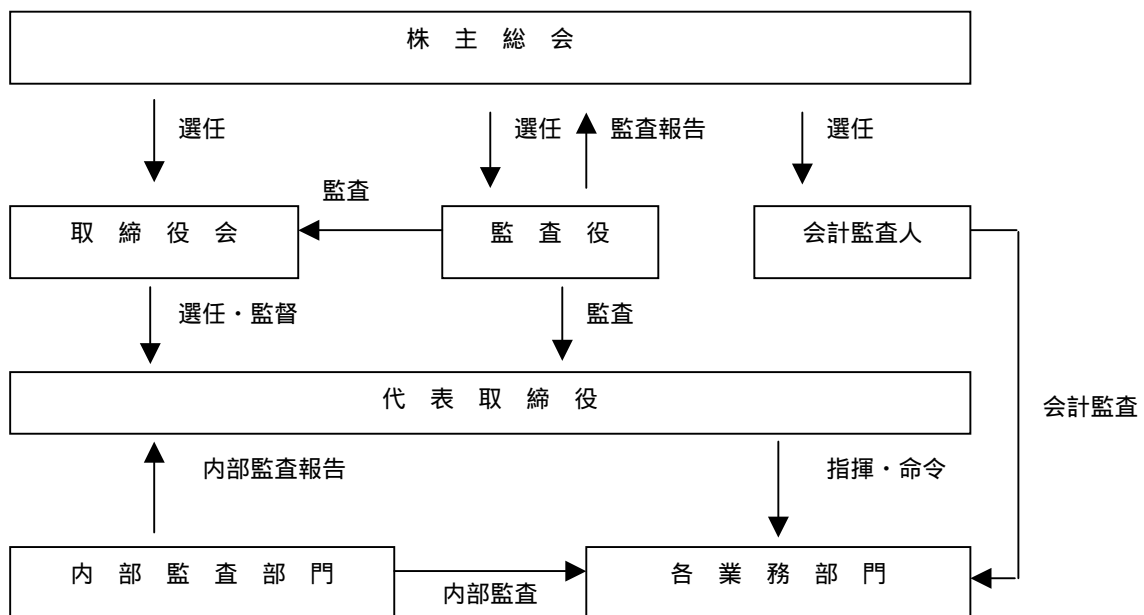 株 主 総 会
選任
選任
監査報告
選任
監査
取 締 役 会
監 査 役
会計監査人
選任・監督
監査
代 表 取 締 役
会計監査
内部監査報告
指揮・命令
内 部 監 査 部 門
内部監査
各 業 務 部 門